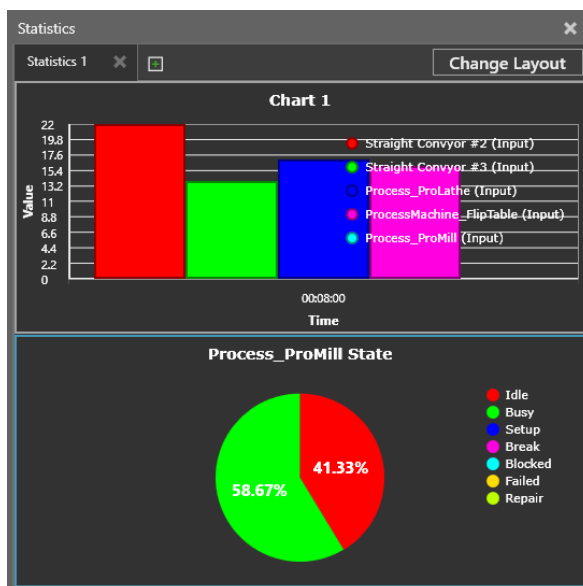 Statistics
Statistics 1
Change Layout
Chart 1
22
19.8
17.6
15.4
13.2
11
8.8
6.6
4.4
2.2
0
Value
Straight Convyor #2 (Input)
Straight Convyor #3 (Input)
Process_ProLathe (Input)
ProcessMachine_FlipTable (Input)
Process_ProMill (Input)
00:08:00
Time
Process_ProMill State
41.33%
58.67%
Idle
Busy
Setup
Break
Blocked
Failed
Repair